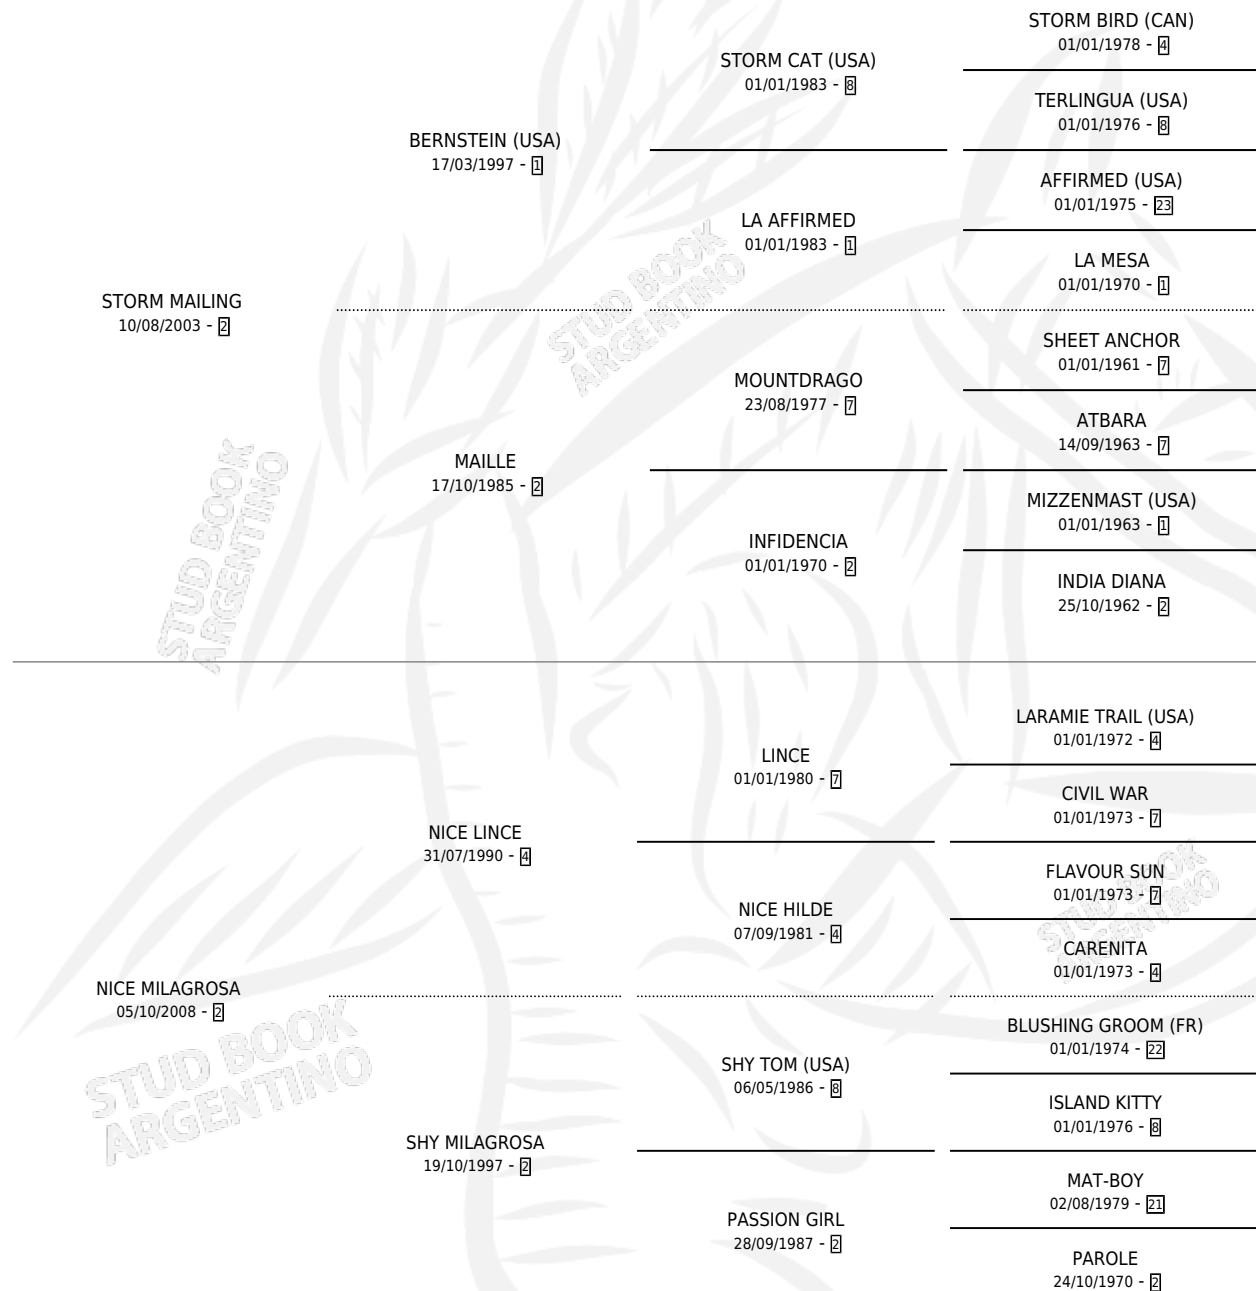 STORM BIRD (CAN)
01/01/1978 - 4
STORM CAT (USA)
01/01/1983 - 8
TERLINGUA (USA)
01/01/1976 - 8
BERNSTEIN (USA)
17/03/1997 - 1
AFFIRMED (USA)
01/01/1975 - 23
LA AFFIRMED
01/01/1983 - 1
LA MESA
01/01/1970 - 1
STORM MAILING
10/08/2003 - 2
STUD BOOK
ARGENTINO
SHEET ANCHOR
01/01/1961 - 7
MOUNTDRAGO
23/08/1977 - 7
ATBARA
14/09/1963 - 7
MAILLE
17/10/1985 - 2
MIZZENMAST (USA)
01/01/1963 - 1
INFIDENCIA
01/01/1970 - 2
INDIA DIANA
25/10/1962 - 2
STUD BOOK
ARGENTINO
LARAMIE TRAIL (USA)
01/01/1972 - 4
LINCE
01/01/1980 - 7
CIVIL WAR
01/01/1973 - 7
NICE LINCE
31/07/1990 - 4
FLAVOUR SUN
01/01/1973 - 7
NICE HILDE
07/09/1981 - 4
STUD BOOK
ARGENTINO
CARENITA
01/01/1973 - 4
NICE MILAGROSA
05/10/2008 - 2
BLUSHING GROOM (FR)
01/01/1974 - 22
SHY TOM (USA)
06/05/1986 - 8
STUD BOOK
ARGENTINO
ISLAND KITTY
01/01/1976 - 8
SHY MILAGROSA
19/10/1997 - 2
MAT-BOY
02/08/1979 - 21
PASSION GIRL
28/09/1987 - 2
PAROLE
24/10/1970 - 2